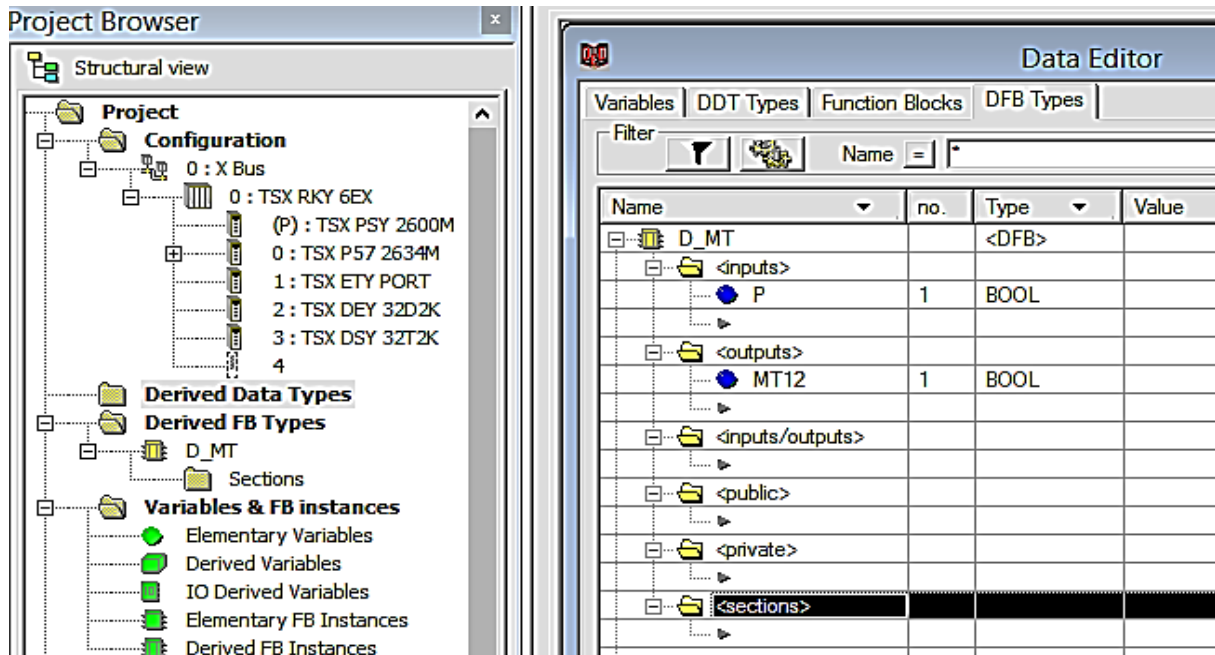 Project Browser
x
Structural view
Project
Configuration
0 : X Bus
0 : TSX RKY 6EX
(P) : TSX PSY 2600M
0 : TSX P57 2634M
1 : TSX ETY PORT
2 : TSX DEY 32D2K
3 : TSX DSY 32T2K
4
Derived Data Types
Derived FB Types
D_MT
Sections
Variables & FB instances
Elementary Variables
Derived Variables
IO Derived Variables
Elementary FB Instances
Derived FB Instances
Data Editor
Variables DDT Types Function Blocks DFB Types
Filter
Name = *
Name no. Type Value
D_MT <DFB>
<inputs>
P 1 BOOL
<outputs>
MT12 1 BOOL
<inputs/outputs>
<public>
<private>
<sections>